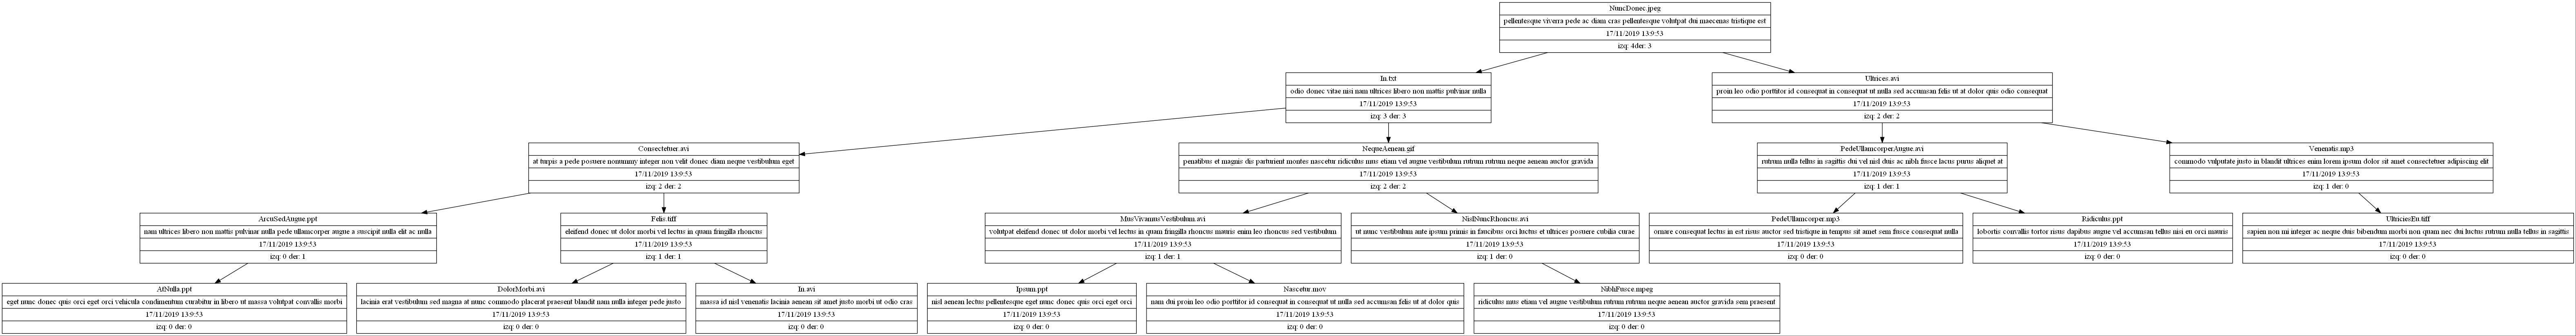 NuncDonec.jpeg
pellentesque viverra pede ac diam cras pellentesque volutpat dui maecenas tristique est
17/11/2019 13:9:53
izq: 4der: 3
In.txt
odio donec vitae nisi nam ultrices libero non mattis pulvinar nulla
17/11/2019 13:9:53
izq: 3 der: 3
Ultrices.avi
proin leo odio porttitor id consequat in consequat ut nulla sed accumsan felis ut at dolor quis odio consequat
17/11/2019 13:9:53
izq: 2 der: 2
Consectetuer.avi
at turpis a pede posuere nonummy integer non velit donec diam neque vestibulum eget
17/11/2019 13:9:53
izq: 2 der: 2
NequeAenean.gif
penatibus et magnis dis parturient montes nascetur ridiculus mus etiam vel augue vestibulum rutrum rutrum neque aenean auctor gravida
17/11/2019 13:9:53
izq: 2 der: 2
PedeUllamcorperAugue.avi
rutrum nulla tellus in sagittis dui vel nisl duis ac nibh fusce lacus purus aliquet at
17/11/2019 13:9:53
izq: 1 der: 1
Venenatis.mp3
commodo vulputate justo in blandit ultrices enim lorem ipsum dolor sit amet consectetuer adipiscing elit
17/11/2019 13:9:53
izq: 1 der: 0
ArcuSedAugue.ppt
nam ultrices libero non mattis pulvinar nulla pede ullamcorper augue a suscipit nulla elit ac nulla
17/11/2019 13:9:53
izq: 0 der: 1
Felis.tiff
eleifend donec ut dolor morbi vel lectus in quam fringilla rhoncus
17/11/2019 13:9:53
izq: 1 der: 1
MusVivamusVestibulum.avi
volutpat eleifend donec ut dolor morbi vel lectus in quam fringilla rhoncus mauris enim leo rhoncus sed vestibulum
17/11/2019 13:9:53
izq: 1 der: 1
NislNuncRhoncus.avi
ut nunc vestibulum ante ipsum primis in faucibus orci luctus et ultrices posuere cubilia curae
17/11/2019 13:9:53
izq: 1 der: 0
PedeUllamcorper.mp3
ornare consequat lectus in est risus auctor sed tristique in tempus sit amet sem fusce consequat nulla
17/11/2019 13:9:53
izq: 0 der: 0
Ridiculus.ppt
lobortis convallis tortor risus dapibus augue vel accumsan tellus nisi eu orci mauris
17/11/2019 13:9:53
izq: 0 der: 0
UltriciesEu.tiff
sapien non mi integer ac neque duis bibendum morbi non quam nec dui luctus rutrum nulla tellus in sagittis
17/11/2019 13:9:53
izq: 0 der: 0
AtNulla.ppt
eget nunc donec quis orci eget orci vehicula condimentum curabitur in libero ut massa volutpat convallis morbi
17/11/2019 13:9:53
izq: 0 der: 0
DolorMorbi.avi
lacinia erat vestibulum sed magna at nunc commodo placerat praesent blandit nam nulla integer pede justo
17/11/2019 13:9:53
izq: 0 der: 0
In.avi
massa id nisl venenatis lacinia aenean sit amet justo morbi ut odio cras
17/11/2019 13:9:53
izq: 0 der: 0
Ipsum.ppt
nisl aenean lectus pellentesque eget nunc donec quis orci eget orci
17/11/2019 13:9:53
izq: 0 der: 0
Nascetur.mov
nam dui proin leo odio porttitor id consequat in consequat ut nulla sed accumsan felis ut at dolor quis
17/11/2019 13:9:53
izq: 0 der: 0
NibhFusce.mpeg
ridiculus mus etiam vel augue vestibulum rutrum rutrum neque aenean auctor gravida sem praesent
17/11/2019 13:9:53
izq: 0 der: 0